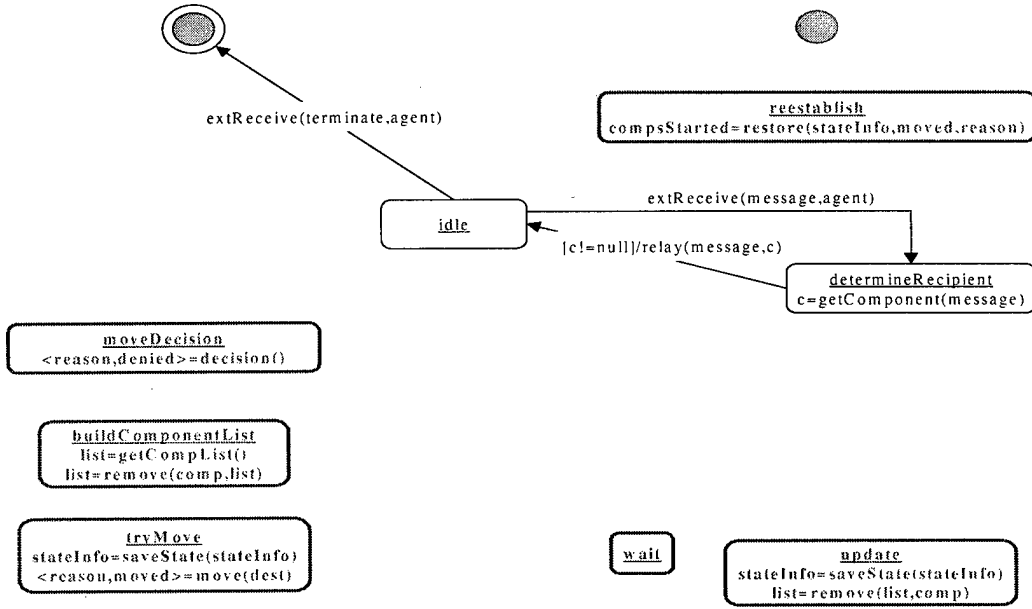 extReceive(terminate,agent)
reestablish
compsStarted=restore(stateInfo,moved,reason)
idle
extReceive(message,agent)
[c!=null]/relay(message,c)
determineRecipient
c=getComponent(message)
moveDecision
<reason,denied>=decision()
buildComponentList
list=getCompList()
list=remove(comp,list)
tryMove
stateInfo=saveState(stateInfo)
<reason,moved>=move(dest)
wait
update
stateInfo=saveState(stateInfo)
list=remove(list,comp)